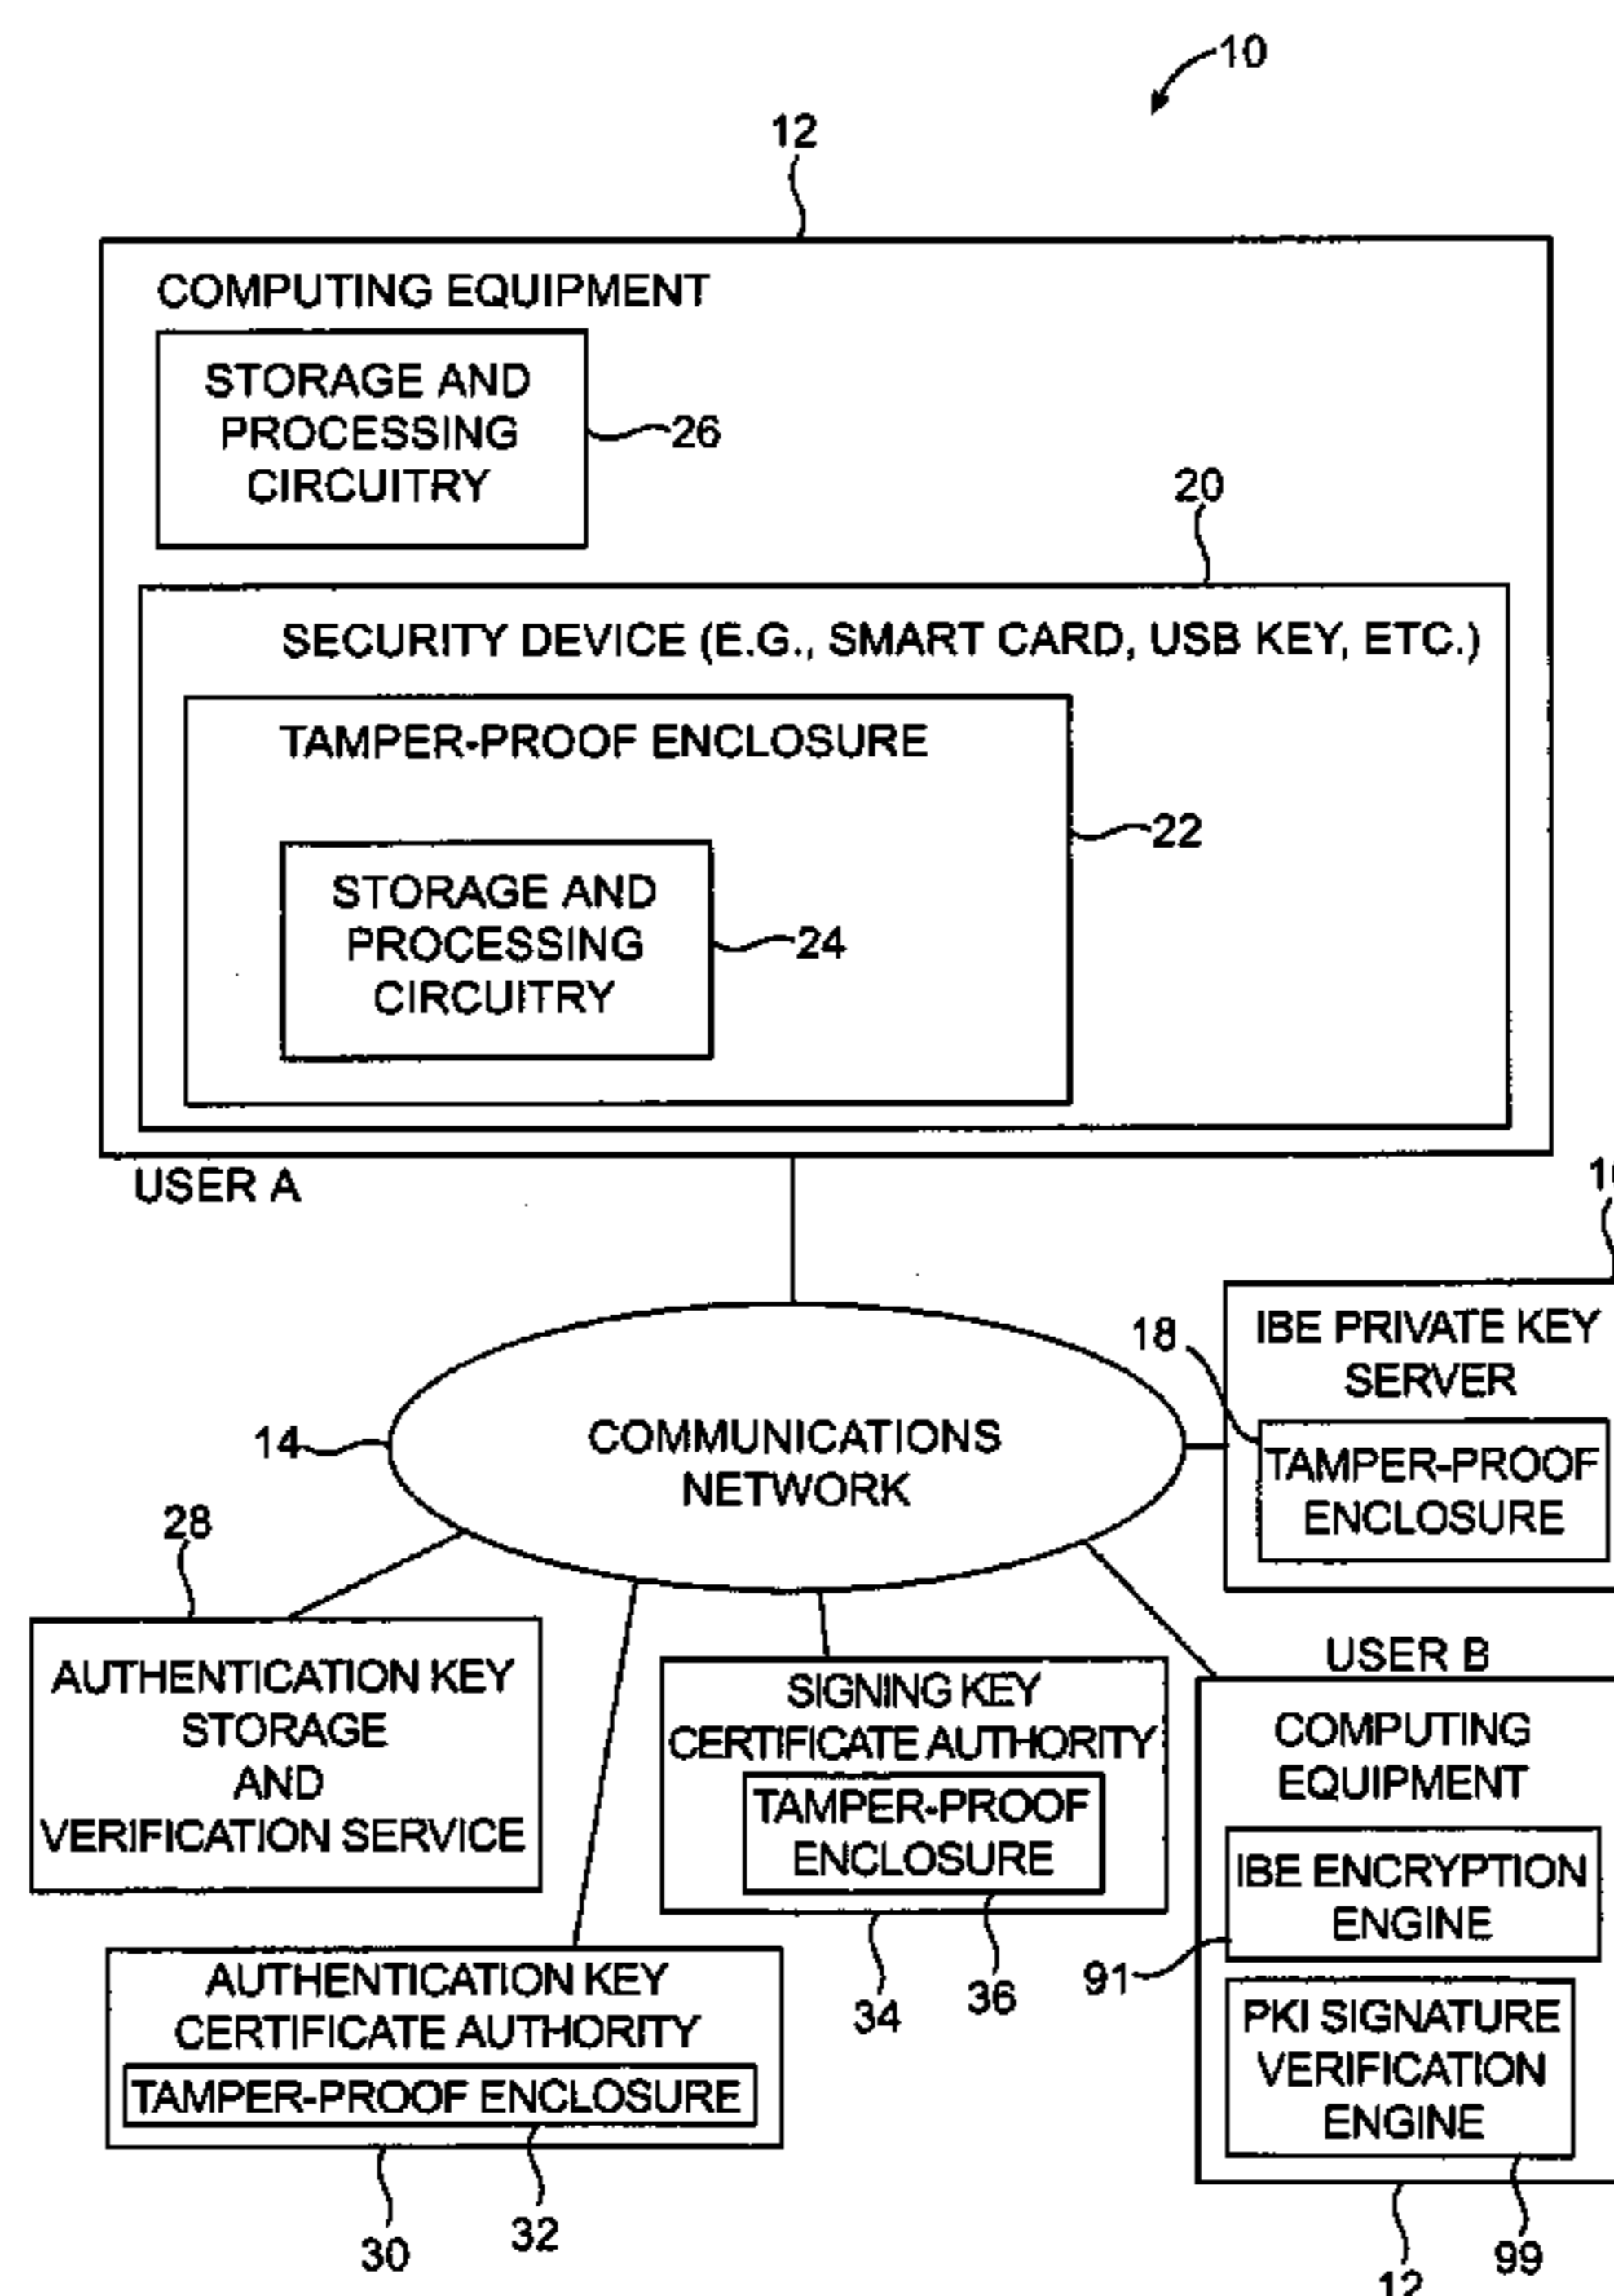 10
12
COMPUTING EQUIPMENT
STORAGE AND
PROCESSING
CIRCUITRY
26
20
SECURITY DEVICE (E.G., SMART CARD, USB KEY, ETC.)
TAMPER-PROOF ENCLOSURE
22
STORAGE AND
PROCESSING
CIRCUITRY
24
USER A
IBE PRIVATE KEY
SERVER
18
TAMPER-PROOF
ENCLOSURE
14
COMMUNICATIONS
NETWORK
28
AUTHENTICATION KEY
STORAGE
AND
VERIFICATION SERVICE
SIGNING KEY
CERTIFICATE AUTHORITY
TAMPER-PROOF
ENCLOSURE
34
36
USER B
COMPUTING
EQUIPMENT
IBE ENCRYPTION
ENGINE
91
PKI SIGNATURE
VERIFICATION
ENGINE
99
12
AUTHENTICATION KEY
CERTIFICATE AUTHORITY
TAMPER-PROOF ENCLOSURE
32
30